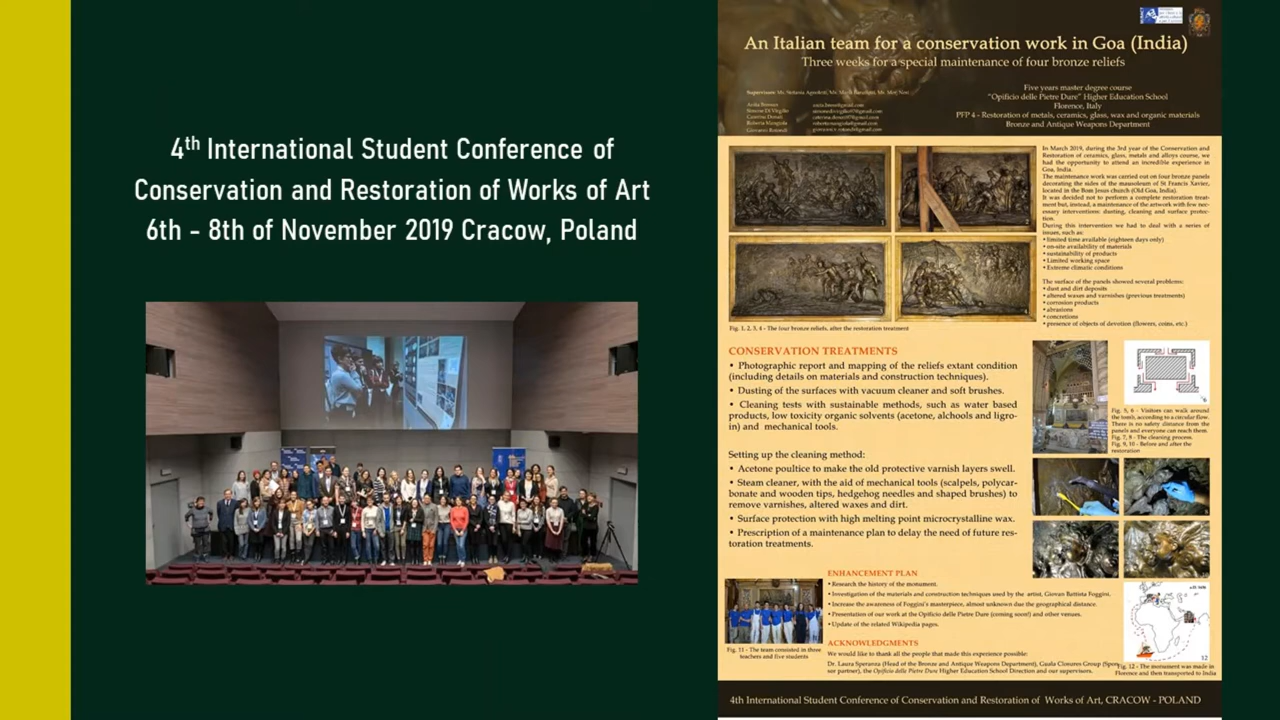 4th International Student Conference of
Conservation and Restoration of Works of Art
6th - 8th of November 2019 Cracow, Poland
An Italian team for a conservation work in Goa (India)
Three weeks for a special maintenance of four bronze reliefs
Five years master degree course
"Opificio delle Pietre Dure" Higher Education School
Florence, Italy
PFP 4 - Restoration of metals, ceramics, glass, wax and organic materials
Bronze and Antique Weapons Department
In March 2019, during the 3rd year of the Conservation and
Restoration of ceramics, glass, metals and alloys course, we
had the opportunity to attend an incredible experience in
Goa, India.
The maintenance work was carried out on four bronze panels
decorating the sides of the mausoleum of St Francis Xavier,
located in the Bom Jesus church (Old Goa, India).
It was decided not to perform a complete restoration treat-
ment but, instead, a maintenance of the artwork with few nec-
essary interventions: dusting, cleaning and surface protec-
tion.
During this intervention we had to deal with a series of
issues, such as:
• limited time available (eighteen days only)
• on-site availability of materials
• sustainability of products
• Limited working space
• Extreme climatic conditions
The surface of the panels showed several problems:
• dust and dirt deposits
• altered waxes and varnishes (previous treatments)
• corrosion products
• abrasions
• concretions
• presence of objects of devotion (flowers, coins, etc.)
Fig. 1, 2, 3, 4 - The four bronze reliefs, after the restoration treatment
CONSERVATION TREATMENTS
• Photographic report and mapping of the reliefs extant condition
(including details on materials and construction techniques).
• Dusting of the surfaces with vacuum cleaner and soft brushes.
• Cleaning tests with sustainable methods, such as water based
products, low toxicity organic solvents (acetone, alchools and ligro-
in) and mechanical tools.
Setting up the cleaning method:
• Acetone poultice to make the old protective varnish layers swell.
• Steam cleaner, with the aid of mechanical tools (scalpels, polycar-
bonate and wooden tips, hedgehog needles and shaped brushes) to
remove varnishes, altered waxes and dirt.
• Surface protection with high melting point microcrystalline wax.
• Prescription of a maintenance plan to delay the need of future res-
toration treatments.
Fig. 5, 6 - Visitors can walk around
the tomb, according to a circular flow.
There is no safety distance from the
panels and everyone can reach them.
Fig. 7, 8 - The cleaning process.
Fig. 9, 10 - Before and after the
restoration
ENHANCEMENT PLAN
• Research the history of the monument.
• Investigation of the materials and construction techniques used by the artist, Giovan Battista Foggini.
• Increase the awareness of Foggini's masterpiece, almost unknown due the geographical distance.
• Presentation of our work at the Opificio delle Pietre Dure (coming soon!) and other venues.
• Update of the related Wikipedia pages.
Fig. 11 - The team consisted in three
teachers and five students
ACKNOWLEDGMENTS
We would like to thank all the people that made this experience possible:
Dr. Laura Speranza (Head of the Bronze and Antique Weapons Department), Guala Closures Group (Spon-
sor partner), the Opificio delle Pietre Dure Higher Education School Direction and our supervisors.
12
Fig. 12 - The monument was made in
Florence and then transported to India
4th International Student Conference of Conservation and Restoration of Works of Art, CRACOW - POLAND